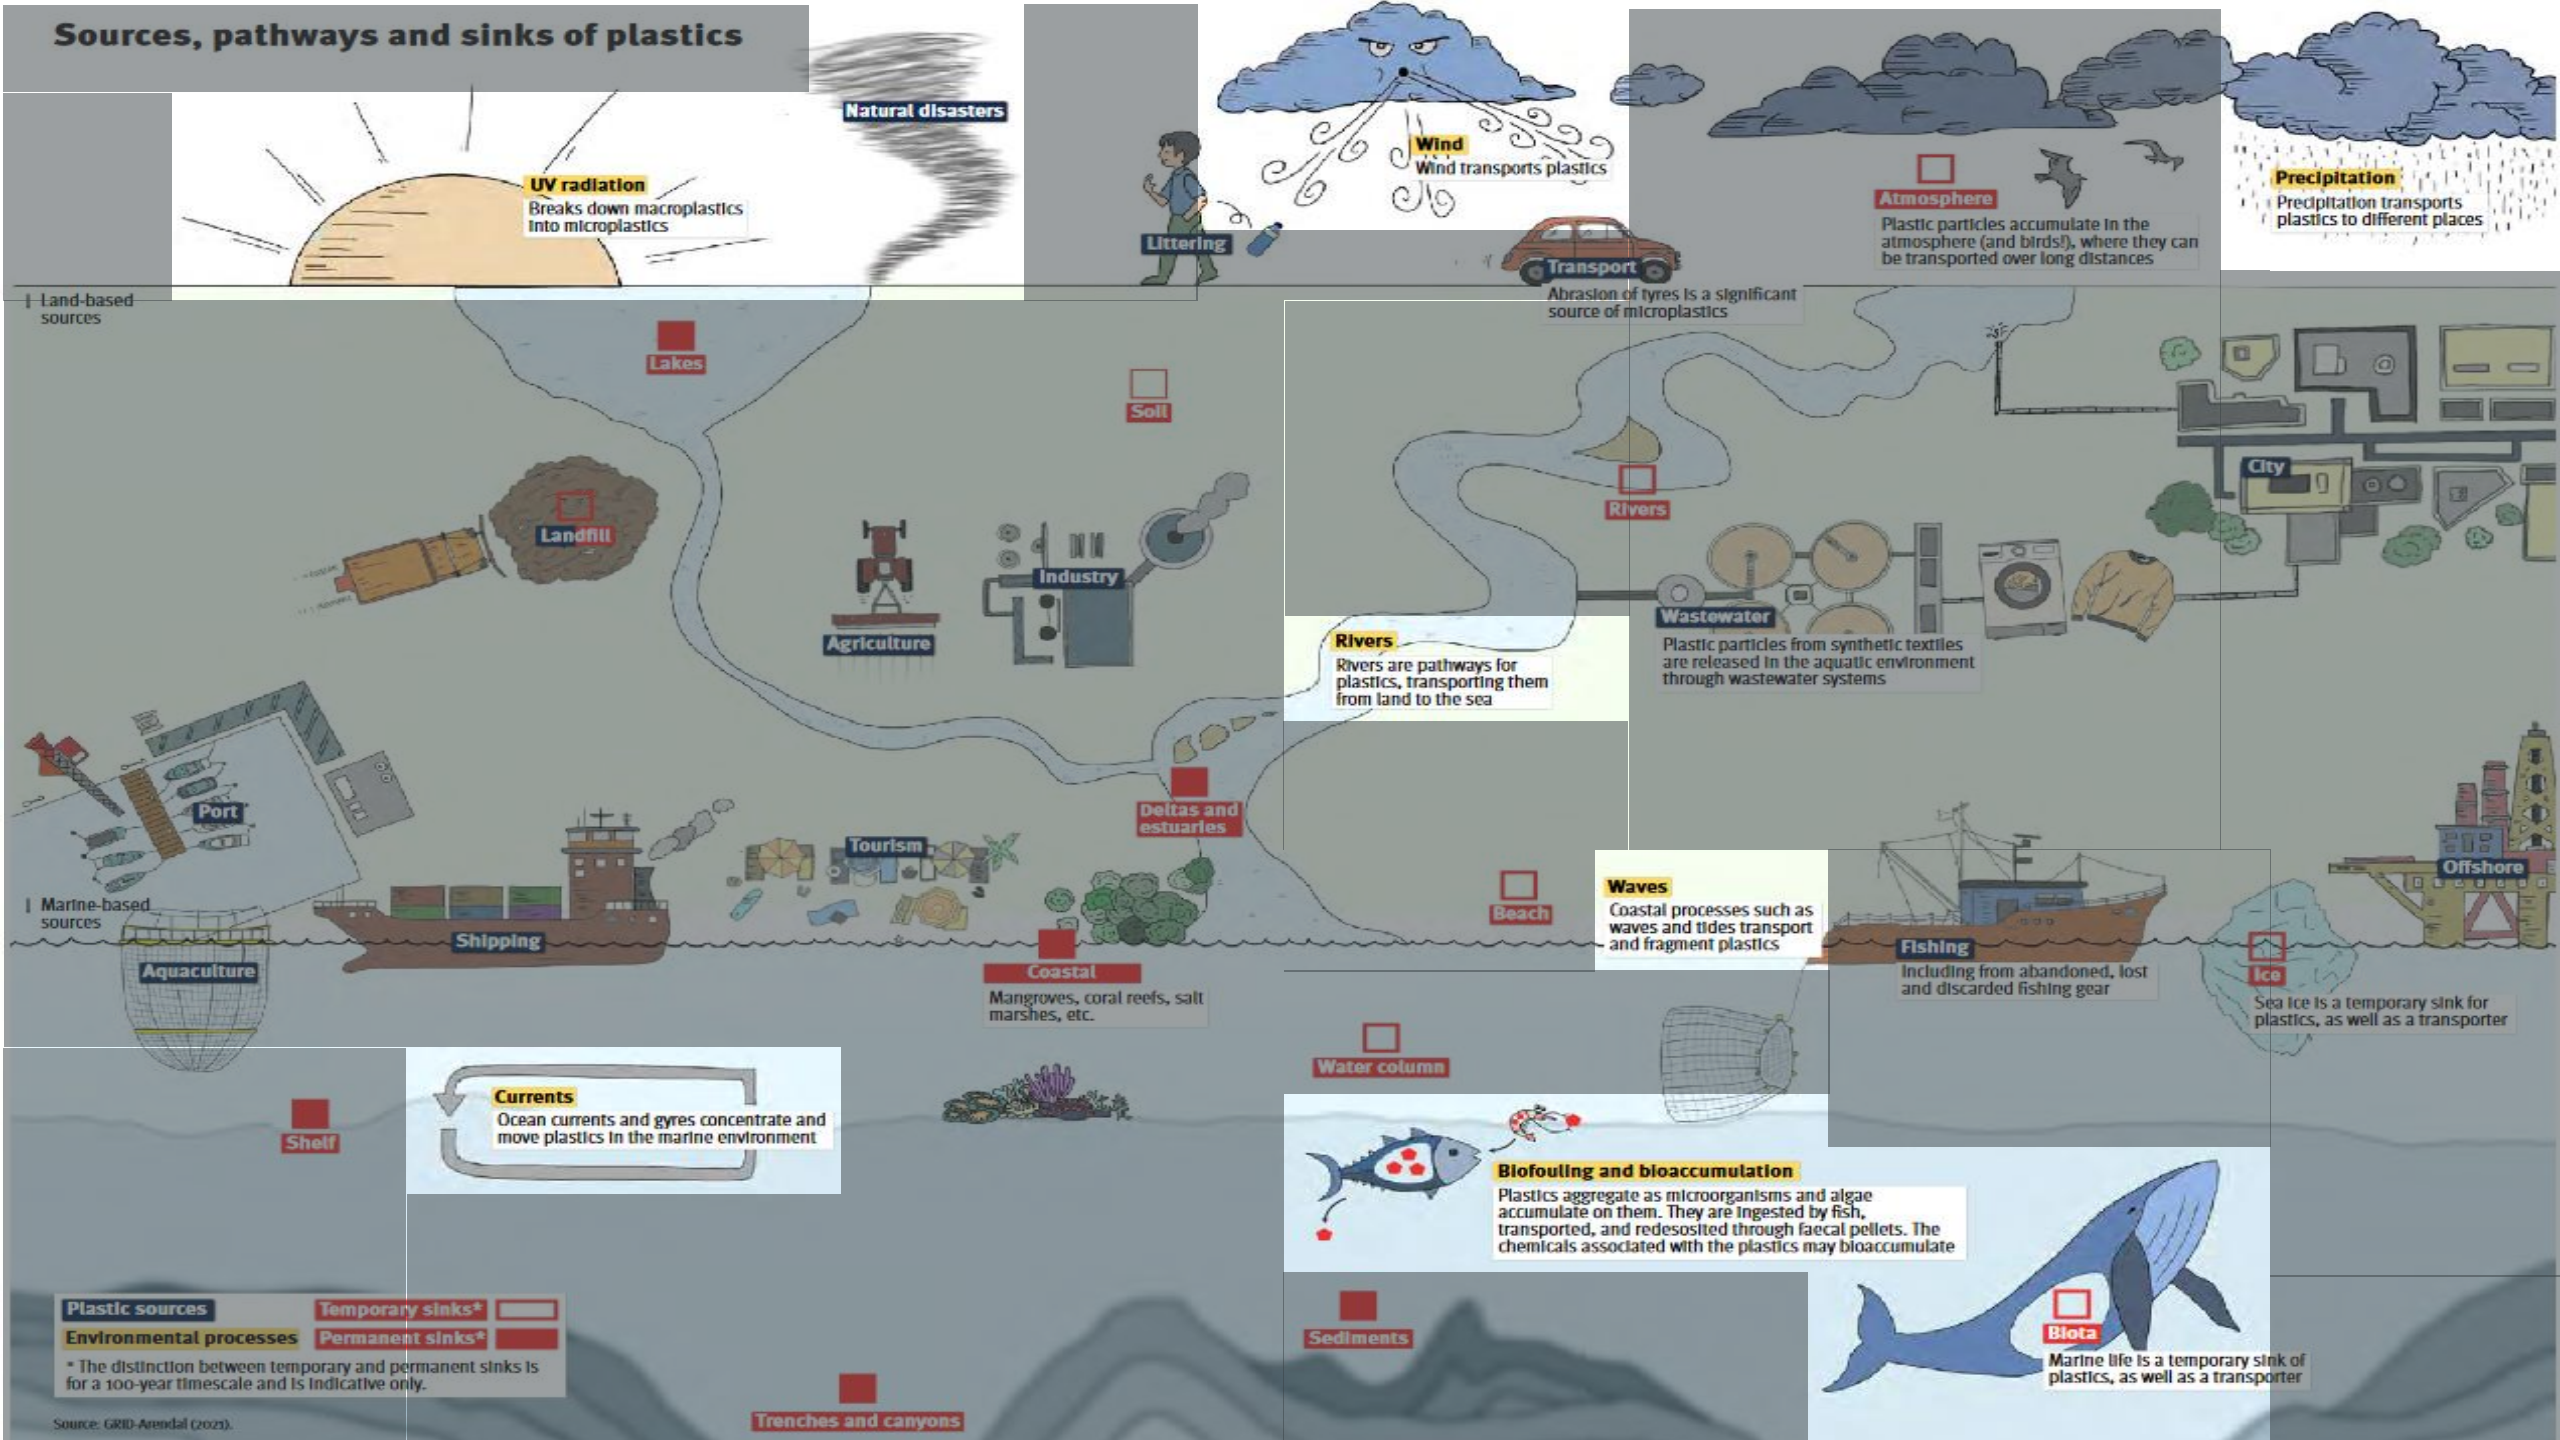 Sources, pathways and sinks of plastics
Natural disasters
UV radiation
Breaks down macroplastics
into microplastics
Littering
Wind
Wind transports plastics
Transport
Abrasion of tyres is a significant
source of microplastics
Atmosphere
Plastic particles accumulate in the
atmosphere (and birds!), where they can
be transported over long distances
Precipitation
Precipitation transports
plastics to different places
Land-based
sources
Lakes
Soil
Landfill
Agriculture
Industry
Rivers
City
Wastewater
Plastic particles from synthetic textiles
are released in the aquatic environment
through wastewater systems
Rivers
Rivers are pathways for
plastics, transporting them
from land to the sea
Port
Tourism
Deltas and
estuaries
Marine-based
sources
Aquaculture
Shipping
Coastal
Mangroves, coral reefs, salt
marshes, etc.
Beach
Waves
Coastal processes such as
waves and tides transport
and fragment plastics
Fishing
Including from abandoned, lost
and discarded fishing gear
Offshore
Ice
Sea ice is a temporary sink for
plastics, as well as a transporter
Water column
Shelf
Currents
Ocean currents and gyres concentrate and
move plastics in the marine environment
Biofouling and bioaccumulation
Plastics aggregate as microorganisms and algae
accumulate on them. They are ingested by fish,
transported, and redesosited through faecal pellets. The
chemicals associated with the plastics may bioaccumulate
Biota
Marine life is a temporary sink of
plastics, as well as a transporter
Sediments
Trenches and canyons
Plastic sources
Temporary sinks*
Environmental processes
Permanent sinks*
* The distinction between temporary and permanent sinks is
for a 100-year timescale and is indicative only.
Source: GRID-Arendal (2021).